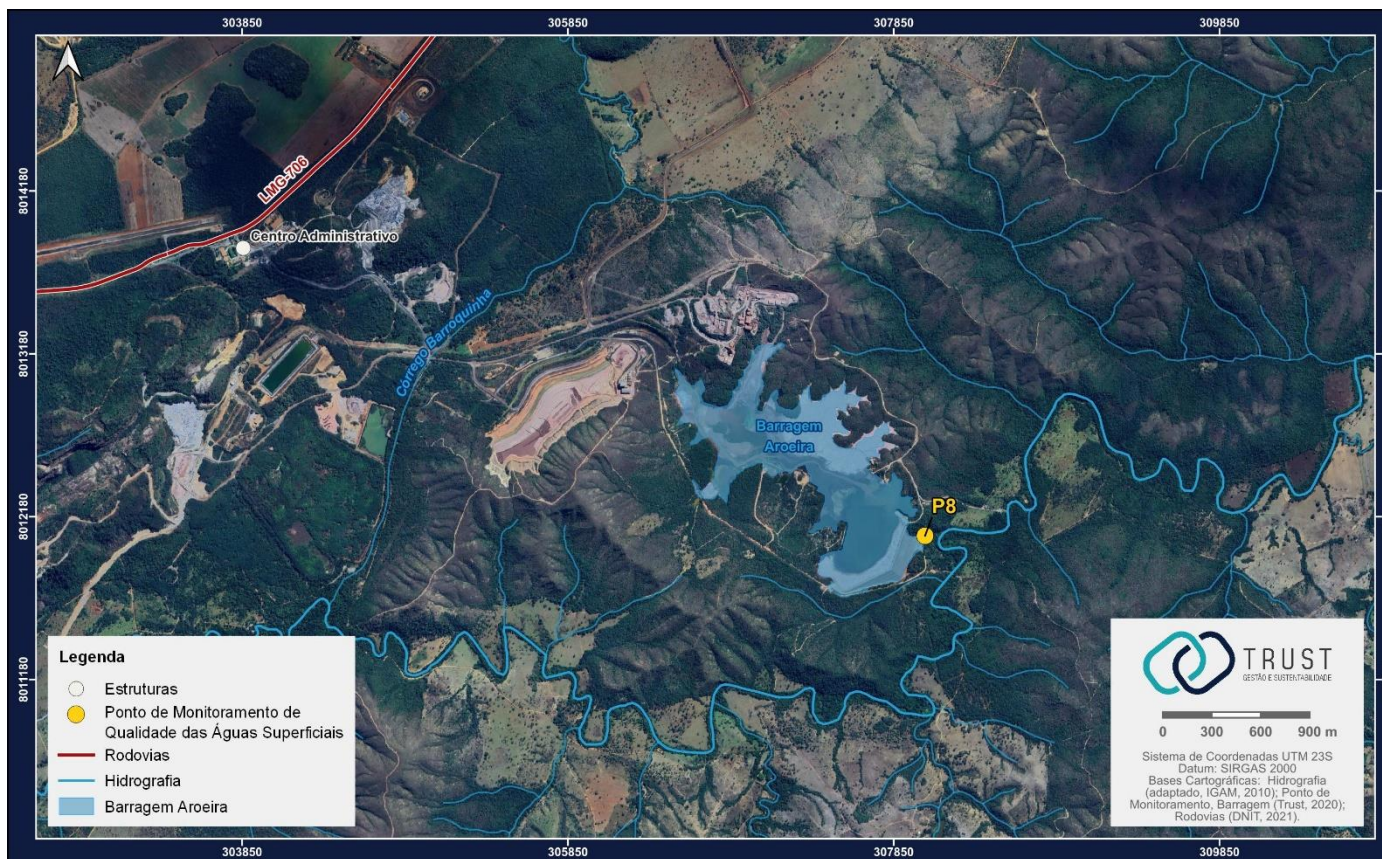 303850
305850
307850
309850
8014180
8013180
8012180
8011180
LMG-706
Centro Administrativo
Córrego Barroquinha
Barragem
Aroeira
P8
Legenda
Estruturas
Ponto de Monitoramento de
Qualidade das Águas Superficiais
Rodovias
Hidrografia
Barragem Aroeira
TRUST
GESTÃO E SUSTENTABILIDADE
0 300 600 900 m
Sistema de Coordenadas UTM 23S
Datum: SIRGAS 2000
Bases Cartográficas: Hidrografia
(adaptado, IGAM, 2010); Ponto de
Monitoramento, Barragem (Trust, 2020);
Rodovias (DNIT, 2021).
303850
305850
307850
309850